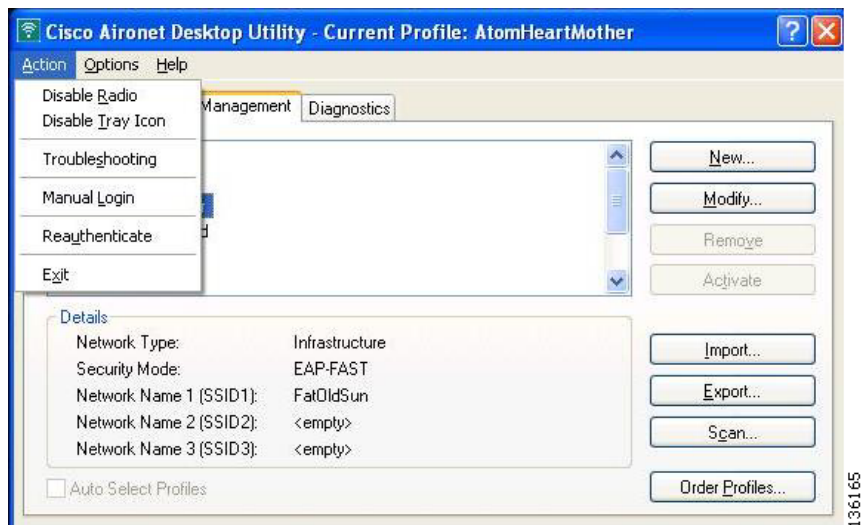 Cisco Aironet Desktop Utility - Current Profile: AtomHeartMother
Action Options Help
Disable Radio
Disable Tray Icon
Troubleshooting
Manual Login
Reauthenticate
Exit
Management Diagnostics
New...
Modify...
Remove
Activate
Details
Network Type: Infrastructure
Security Mode: EAP-FAST
Network Name 1 (SSID1): FatOldSun
Network Name 2 (SSID2): <empty>
Network Name 3 (SSID3): <empty>
Import...
Export...
Scan...
Auto Select Profiles
Order Profiles...
136165